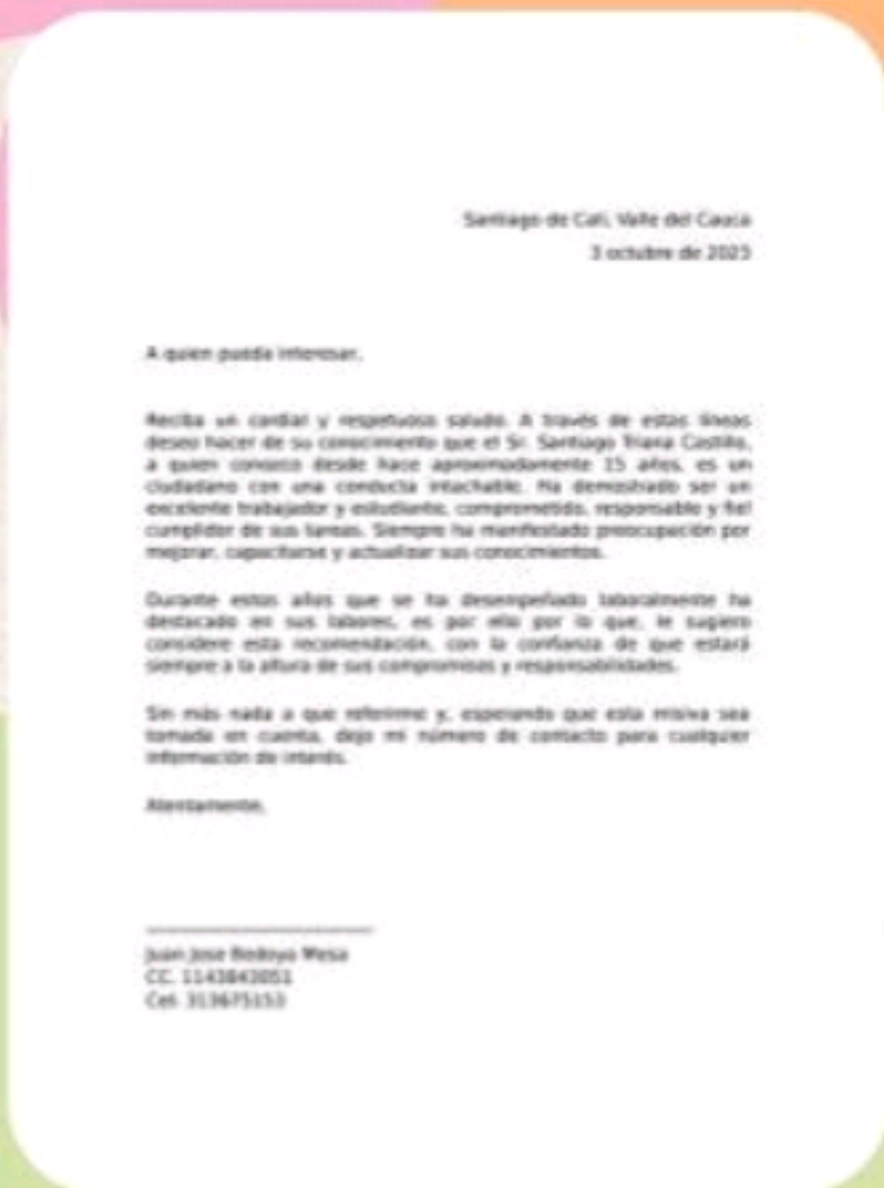 Santiago de Cali, Valle del Cauca
3 octubre de 2023
A quien pueda interesar,
Reciba un cordial y respetuoso saludo. A través de estas líneas
deseo hacer de su conocimiento que el Sr. Santiago Triana Castillo,
a quien conozco desde hace aproximadamente 15 años, es un
ciudadano con una conducta intachable. Ha demostrado ser un
excelente trabajador y estudiante, comprometido, responsable y fiel
cumplidor de sus tareas. Siempre ha manifestado preocupación por
mejorar, capacitarse y actualizar sus conocimientos.
Durante estos años que se ha desempeñado laboralmente ha
destacado en sus labores, es por ello por lo que, le sugiero
considere esta recomendación, con la confianza de que estará
siempre a la altura de sus compromisos y responsabilidades.
Sin más nada a que referirme y, esperando que esta misiva sea
tomada en cuenta, dejo mi número de contacto para cualquier
información de interés.
Atentamente,
Juan Jose Bedoya Mesa
CC.
Cel.